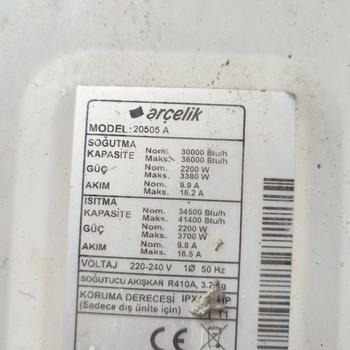 arçelik
MODEL: 20505 A
SOĞUTMA
KAPASİTE Nom. 30000 Btu/h
Maks. 36000 Btu/h
GÜÇ Nom. 2200 W
Maks. 3380 W
AKIM Nom. 9.9 A
Maks. 16.2 A
ISITMA
KAPASİTE Nom. 34500 Btu/h
Maks. 41400 Btu/h
GÜÇ Nom. 2200 W
Maks. 3700 W
AKIM Nom. 9.8 A
Maks. 16.5 A
VOLTAJ 220-240 V 1Ø 50 Hz
SOĞUTUCU AKIŞKAN R410A,
KORUMA DERECESİ
(Sadece dış ünite için)
CE